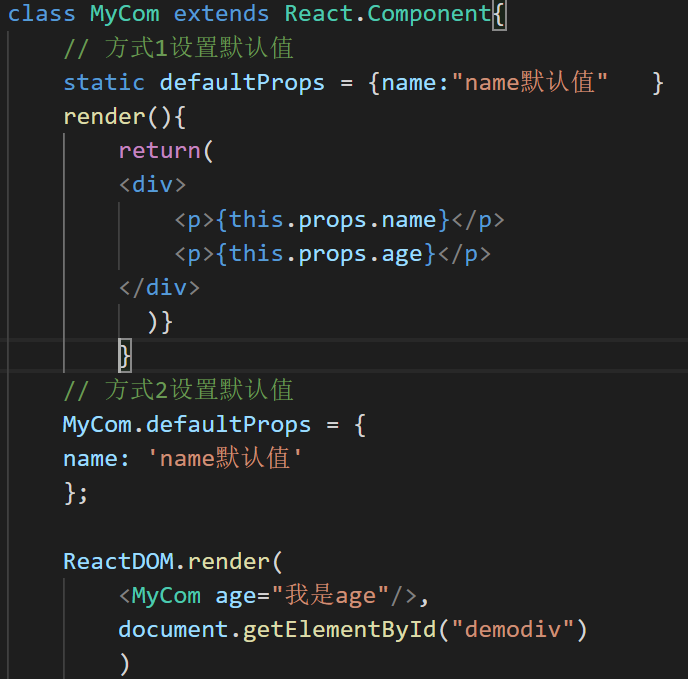 class MyCom extends React.Component{
// 方式1设置默认值
static defaultProps = {name:"name默认值"   }
render(){
return(
<div>
<p>{this.props.name}</p>
<p>{this.props.age}</p>
</div>
)}
}
// 方式2设置默认值
MyCom.defaultProps = {
name: 'name默认值'
};
ReactDOM.render(
<MyCom age="我是age"/>,
document.getElementById("demodiv")
)